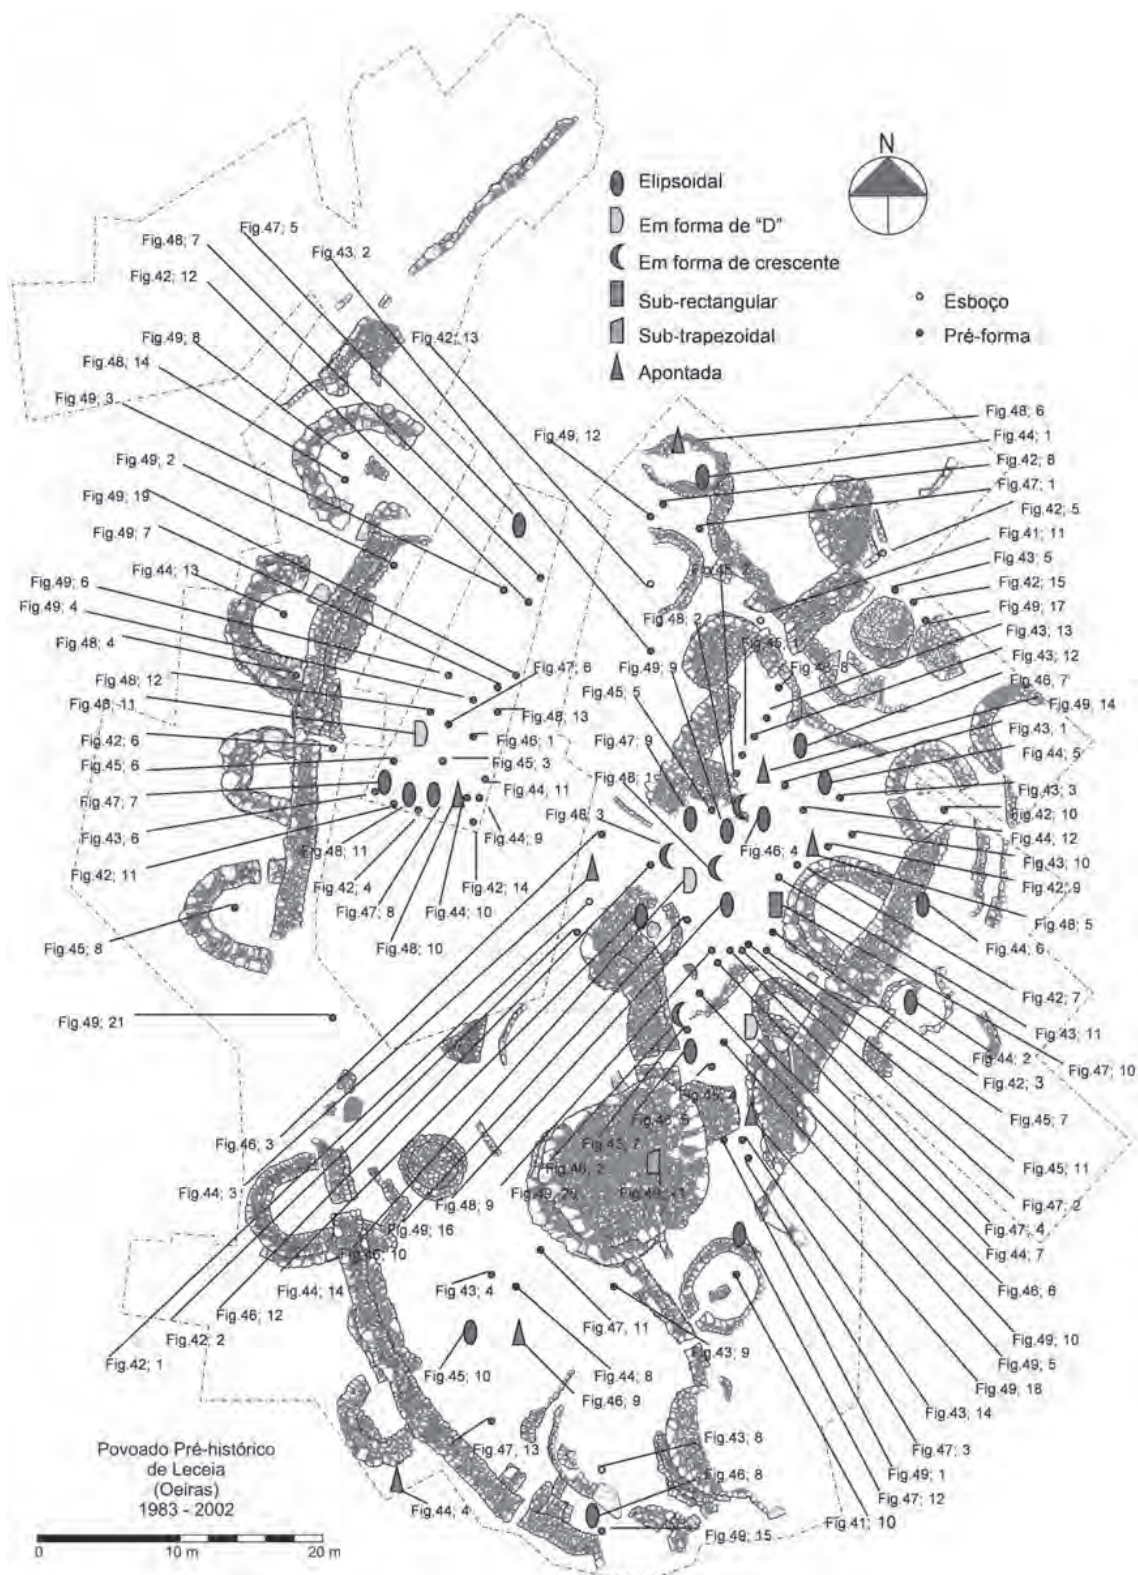 N
Elipsoidal
Em forma de "D"
Em forma de crescente
Sub-rectangular
Sub-trapezoidal
Apontada
Esboço
Pré-forma
Fig.47; 5
Fig.48; 7
Fig.43; 2
Fig.42; 12
Fig.42; 13
Fig.49; 8
Fig.48; 14
Fig.49; 3
Fig.49; 2
Fig.49; 19
Fig.49; 7
Fig.49; 6
Fig.44; 13
Fig.49; 4
Fig.48; 4
Fig.48; 12
Fig.42; 6
Fig.45; 6
Fig.47; 7
Fig.43; 6
Fig.42; 11
Fig.45; 8
Fig.49; 21
Fig.47; 6
Fig.48; 13
Fig.46; 1
Fig.45; 3
Fig.44; 11
Fig.44; 9
Fig.42; 14
Fig.48; 11
Fig.42; 4
Fig.47; 8
Fig.44; 10
Fig.48; 10
Fig.49; 12
Fig.48; 6
Fig.44; 1
Fig.42; 8
Fig.47; 1
Fig.42; 5
Fig.41; 11
Fig.43; 5
Fig.42; 15
Fig.49; 17
Fig.43; 13
Fig.43; 12
Fig.46; 7
Fig.49; 14
Fig.43; 1
Fig.44; 5
Fig.43; 3
Fig.42; 10
Fig.44; 12
Fig.43; 10
Fig.42; 9
Fig.48; 5
Fig.44; 6
Fig.45; 2
Fig.48; 2
Fig.49; 9
Fig.45; 5
Fig.47; 9
Fig.48; 1
Fig.48; 3
Fig.46; 4
Fig.42; 7
Fig.43; 11
Fig.44; 2
Fig.47; 10
Fig.42; 3
Fig.45; 7
Fig.45; 11
Fig.47; 2
Fig.47; 4
Fig.44; 7
Fig.46; 6
Fig.49; 10
Fig.49; 5
Fig.49; 18
Fig.43; 14
Fig.47; 3
Fig.49; 1
Fig.47; 12
Fig.41; 10
Fig.46; 3
Fig.44; 3
Fig.48; 9
Fig.49; 16
Fig.43; 7
Fig.44; 14
Fig.46; 12
Fig.42; 2
Fig.42; 1
Fig.43; 4
Fig.47, 11
Fig.43; 9
Fig.44; 8
Fig.45; 10
Fig.46; 9
Fig.47, 13
Fig.43; 8
Fig.46; 8
Fig.44; 4
Fig.49; 15
Povoado Pré-histórico
de Leceia
(Oeiras)
1983 - 2002
0 10 m 20 m